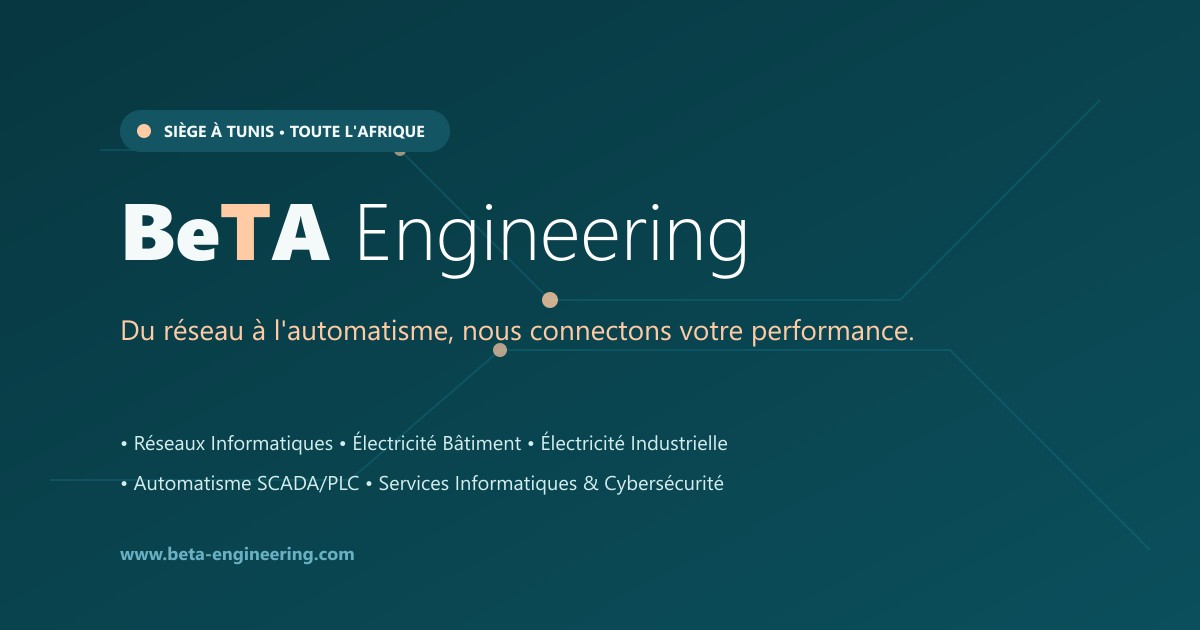 SIÈGE À TUNIS • TOUTE L'AFRIQUE
BeTA Engineering
Du réseau à l'automatisme, nous connectons votre performance.
• Réseaux Informatiques • Électricité Bâtiment • Électricité Industrielle
• Automatisme SCADA/PLC • Services Informatiques & Cybersécurité
www.beta-engineering.com